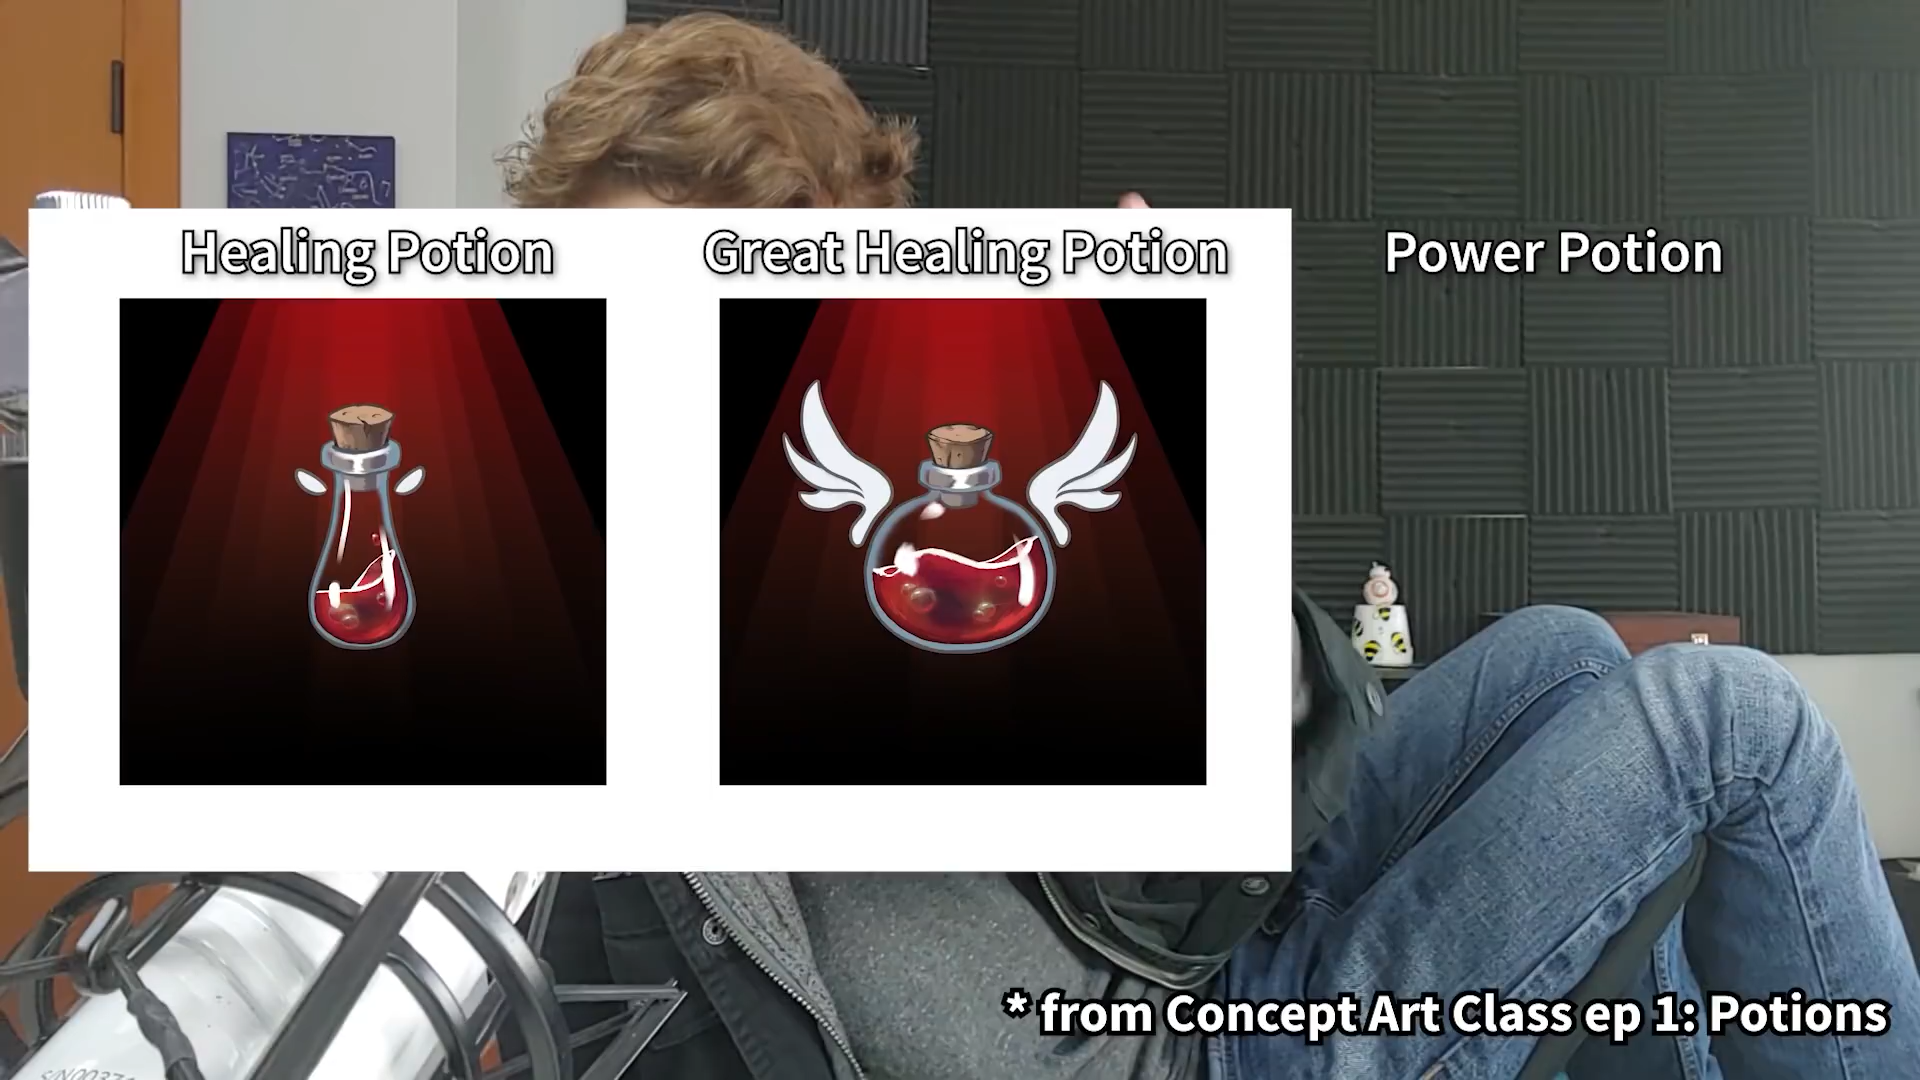 Healing Potion
Great Healing Potion
Power Potion
* from Concept Art Class ep 1: Potions